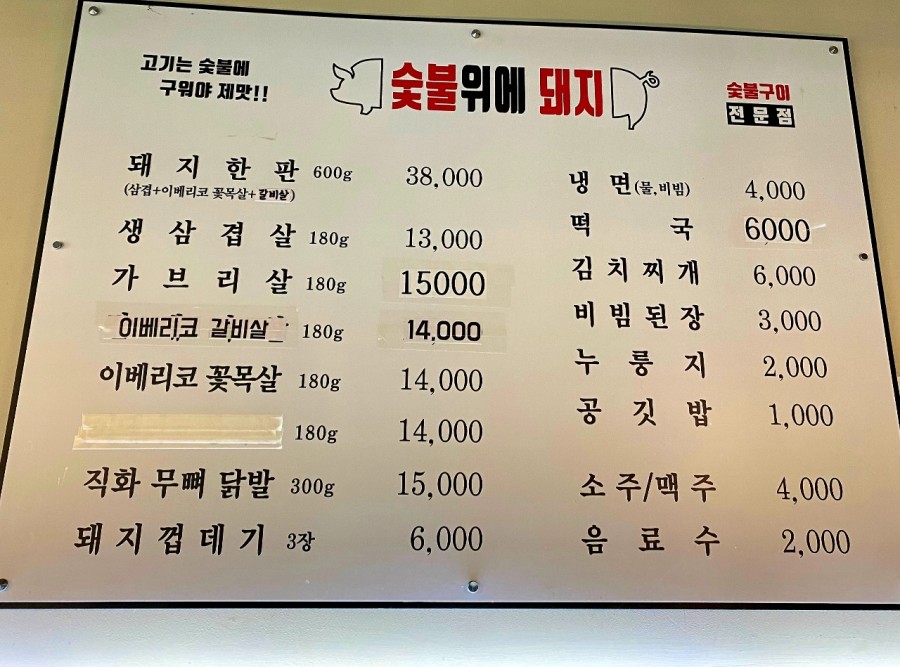 고기는 숯불에
구워야 제맛!!
숯불위에 돼지
숯불구이
전문점
돼지한판 600g 38,000
(삼겹+이베리코 꽃목살+갈비살)
생삼겹살 180g 13,000
가브리살 180g 15000
이베리코 갈비살 180g 14,000
이베리코 꽃목살 180g 14,000
180g 14,000
직화 무뼈 닭발 300g 15,000
돼지껍데기 3장 6,000
냉면(물,비빔) 4,000
떡국 6000
김치찌개 6,000
비빔된장 3,000
누룽지 2,000
공깃밥 1,000
소주/맥주 4,000
음료수 2,000